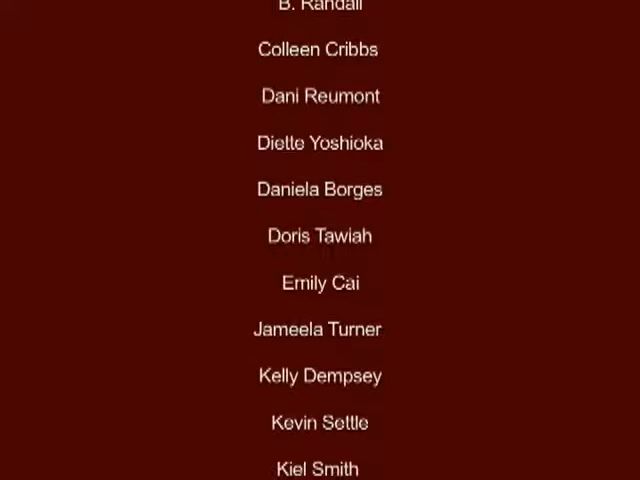 B. Randall
Colleen Cribbs
Dani Reumont
Diette Yoshioka
Daniela Borges
Doris Tawiah
Emily Cai
Jameela Turner
Kelly Dempsey
Kevin Settle
Kiel Smith